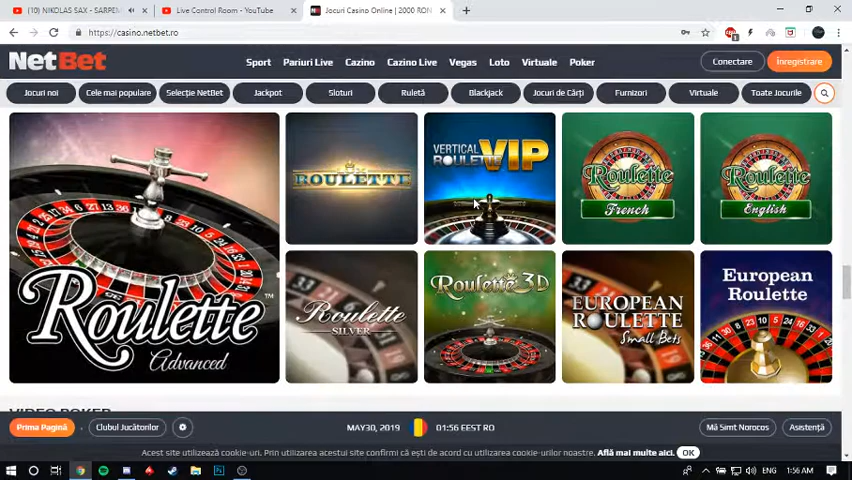 (10) NIKOLAS SAX - SARPEM
Live Control Room - YouTube
Jocuri Casino Online | 2000 RON
https://casino.netbet.ro
NetBet
Sport
Pariuri Live
Cazino
Cazino Live
Vegas
Loto
Virtuale
Poker
Conectare
Înregistrare
Jocuri noi
Cele mai populare
Selecție NetBet
Jackpot
Sloturi
Ruletă
Blackjack
Jocuri de Cărți
Furnizori
Virtuale
Toate Jocurile
Roulette
Advanced
ROULETTE
VERTICAL
ROULETTE VIP
Roulette
French
Roulette
English
Roulette
SILVER
Roulette 3D
EUROPEAN
ROULETTE
Small Bets
European
Roulette
VIDEO POKER
Prima Pagină
Clubul Jucătorilor
MAY30, 2019
01:56 EEST RO
Mă Simt Norocos
Asistență
Acest site utilizează cookie-uri. Prin utilizarea acestui site confirmi că ești de acord cu utilizarea cookie-urilor noastre. Află mai multe aici. OK
ENG
1:56 AM